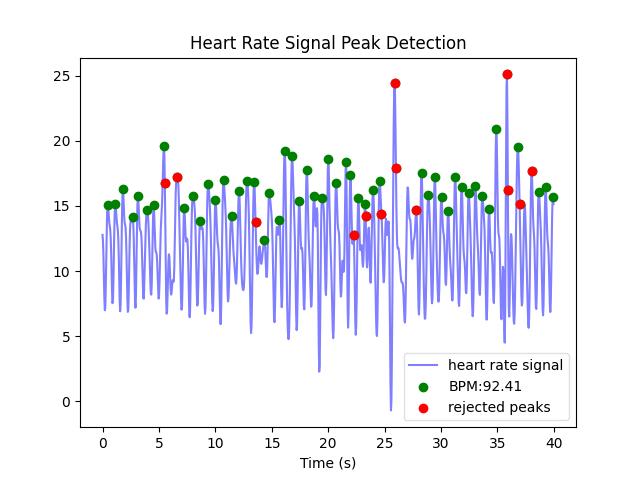 Heart Rate Signal Peak Detection
25
20
15
10
5
0
heart rate signal
BPM:92.41
rejected peaks
0 5 10 15 20 25 30 35 40
Time (s)